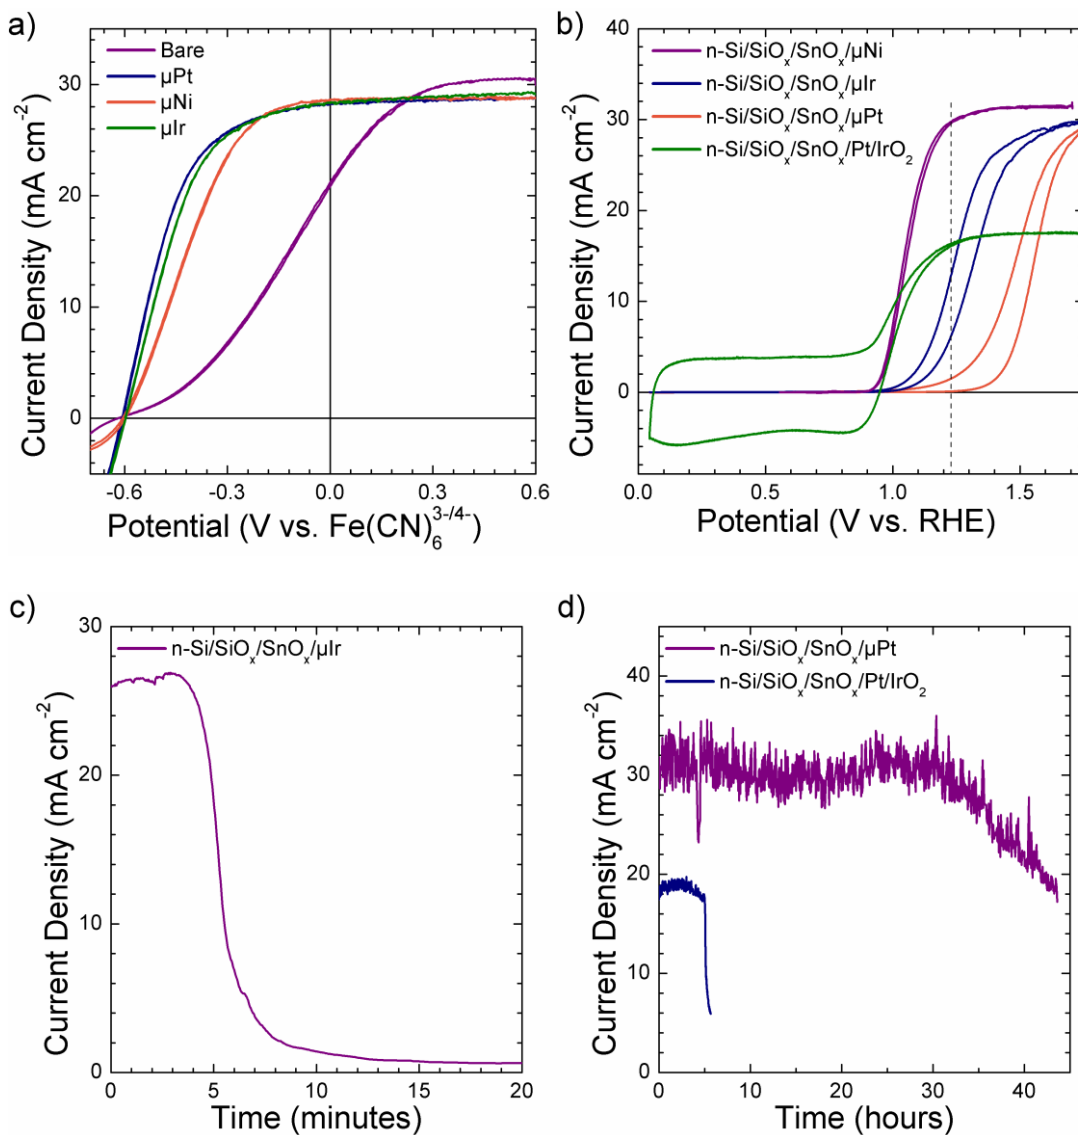 a)
Bare
µPt
µNi
µIr
30
20
10
0
-0.6
-0.3
0.0
0.3
0.6
Current Density (mA cm⁻²)
Potential (V vs. Fe(CN)₆³⁻/⁴⁻)
b)
n-Si/SiOₓ/SnOₓ/µNi
n-Si/SiOₓ/SnOₓ/µIr
n-Si/SiOₓ/SnOₓ/µPt
n-Si/SiOₓ/SnOₓ/Pt/IrO₂
40
30
20
10
0
0.0
0.5
1.0
1.5
Current Density (mA cm⁻²)
Potential (V vs. RHE)
c)
n-Si/SiOₓ/SnOₓ/µIr
30
20
10
0
0
5
10
15
20
Current Density (mA cm⁻²)
Time (minutes)
d)
n-Si/SiOₓ/SnOₓ/µPt
n-Si/SiOₓ/SnOₓ/Pt/IrO₂
40
30
20
10
0
0
10
20
30
40
Current Density (mA cm⁻²)
Time (hours)